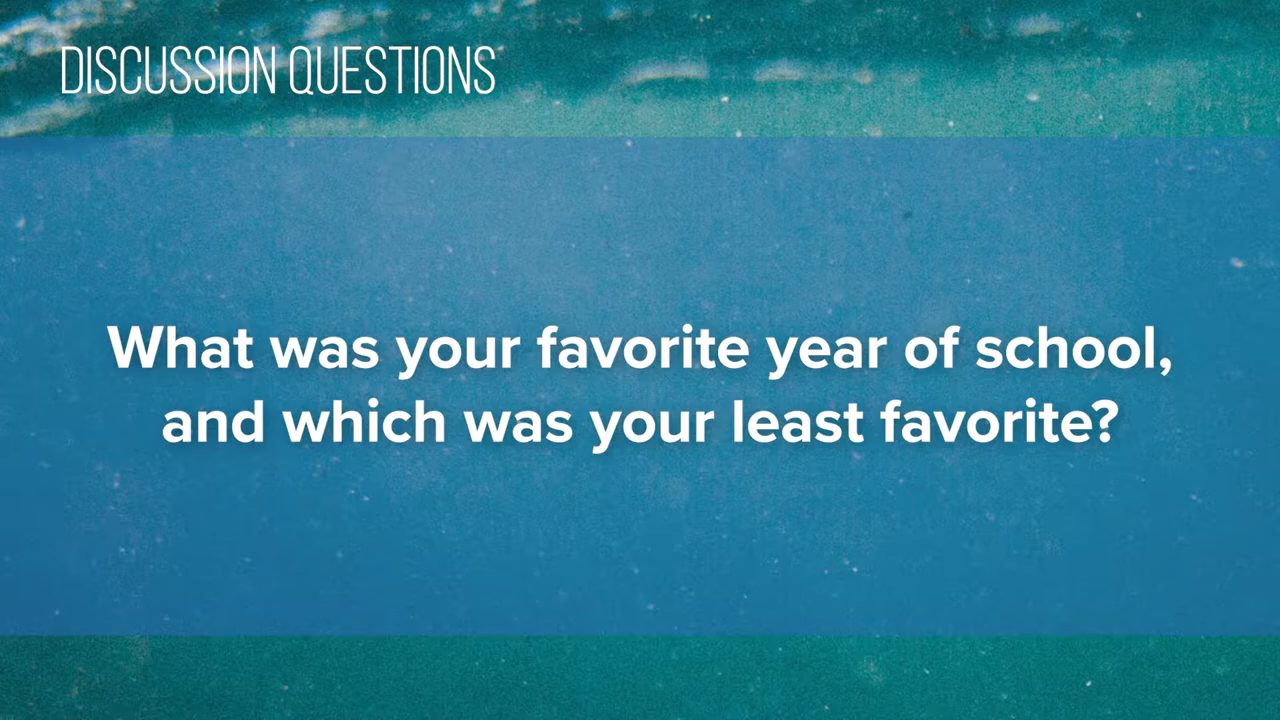 DISCUSSION QUESTIONS
What was your favorite year of school,
and which was your least favorite?